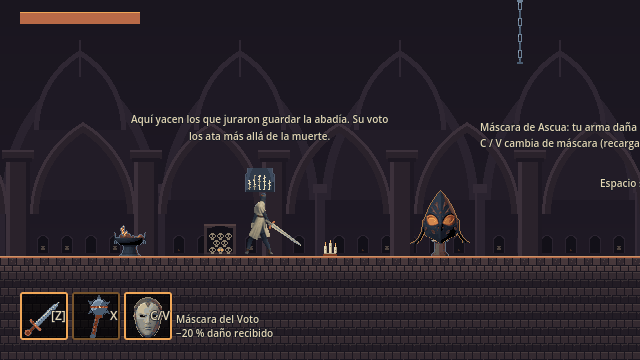 Aquí yacen los que juraron guardar la abadía. Su voto
los ata más allá de la muerte.
Máscara de Ascua: tu arma daña
C / V cambia de máscara (recarga
Espacio
[Z]
X
C/V
Máscara del Voto
−20 % daño recibido